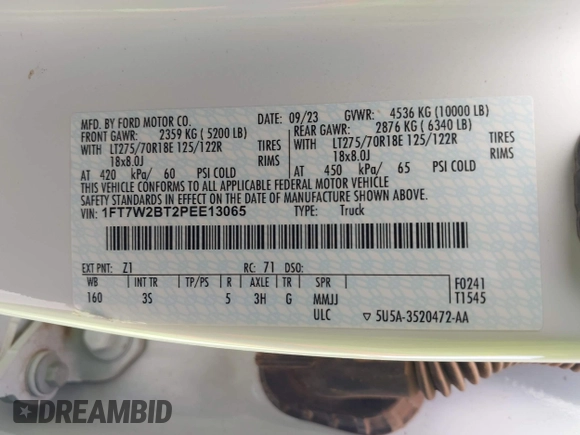 MFD. BY FORD MOTOR CO. DATE: 09/23 GVWR: 4536 KG (10000 LB)
FRONT GAWR: 2359 KG ( 5200 LB) REAR GAWR: 2876 KG ( 6340 LB)
WITH LT275/70R18E 125/122R TIRES WITH LT275/70R18E 125/122R TIRES
18x8.0J RIMS 18x8.0J RIMS
AT 420 kPa/ 60 PSI COLD AT 450 kPa/ 65 PSI COLD
THIS VEHICLE CONFORMS TO ALL APPLICABLE FEDERAL MOTOR VEHICLE
SAFETY STANDARDS IN EFFECT ON THE DATE OF MANUFACTURE SHOWN ABOVE.
VIN: 1FT7W2BT2PEE13065 TYPE: Truck
EXT PNT: Z1 RC: 71 DSO:
WB INT TR TP/PS R AXLE TR SPR F0241
160 3S 5 3H G MMJJ T1545
ULC ▽ 5U5A-3520472-AA
DREAMBID